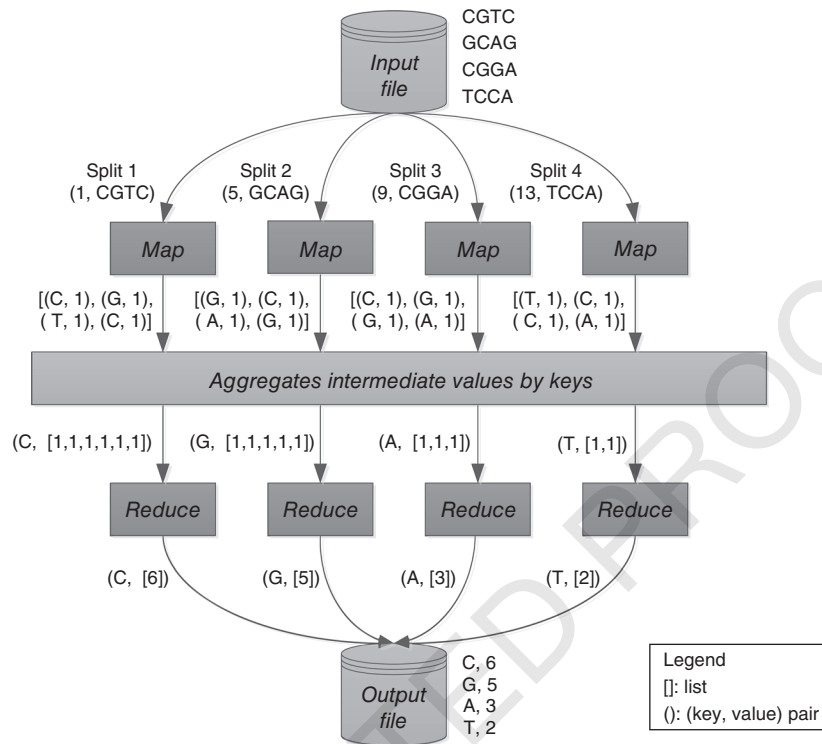 CGTC
GCAG
CGGA
TCCA
Input
file
Split 1
(1, CGTC)
Split 2
(5, GCAG)
Split 3
(9, CGGA)
Split 4
(13, TCCA)
Map
Map
Map
Map
[(C, 1), (G, 1),
( T, 1), (C, 1)]
[(G, 1), (C, 1),
( A, 1), (G, 1)]
[(C, 1), (G, 1),
( G, 1), (A, 1)]
[(T, 1), (C, 1),
( C, 1), (A, 1)]
Aggregates intermediate values by keys
(C, [1,1,1,1,1,1])
(G, [1,1,1,1,1])
(A, [1,1,1])
(T, [1,1])
Reduce
Reduce
Reduce
Reduce
(C, [6])
(G, [5])
(A, [3])
(T, [2])
Output
file
C, 6
G, 5
A, 3
T, 2
Legend
[]: list
(): (key, value) pair
TED PROO